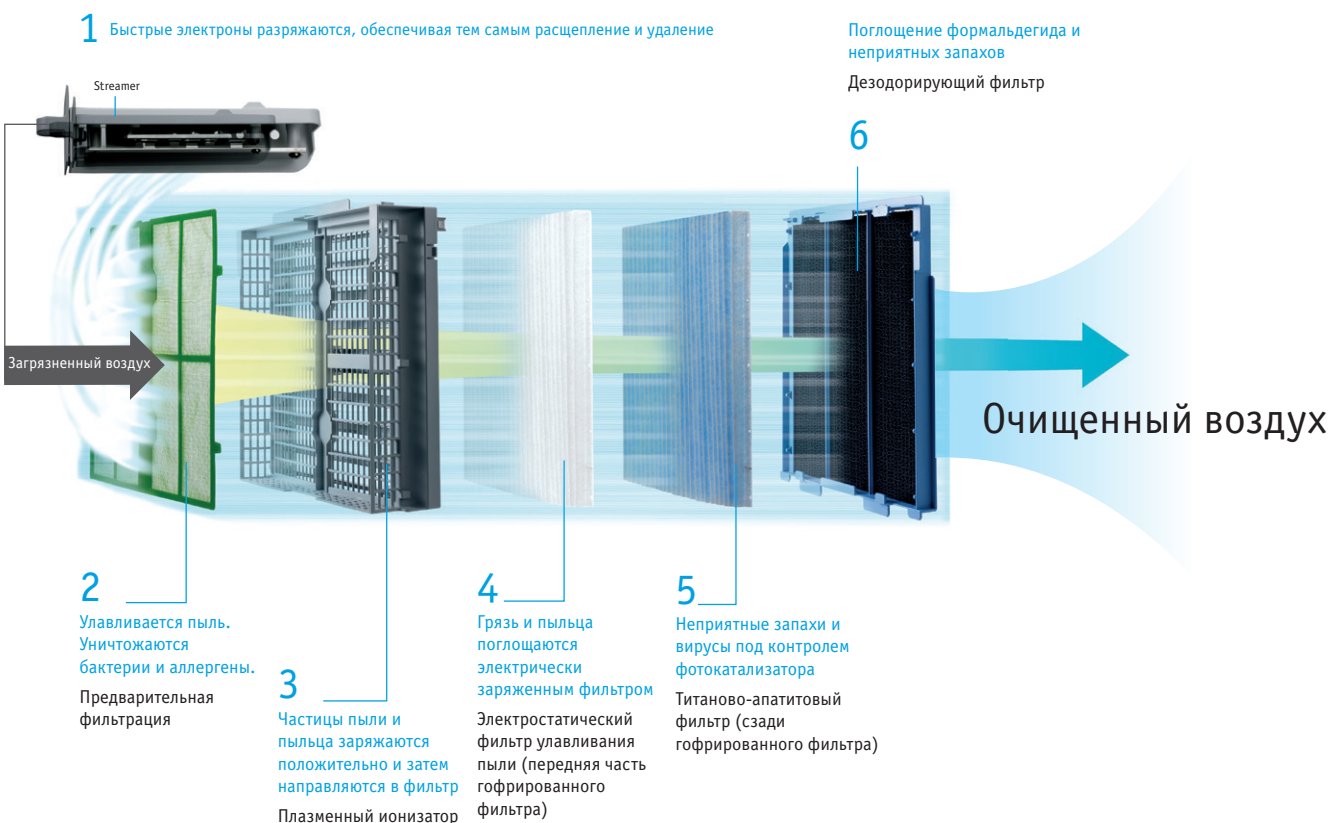 1 Быстрые электроны разряжаются, обеспечивая тем самым расщепление и удаление
Streamer
Поглощение формальдегида и
неприятных запахов
Дезодорирующий фильтр
6
Загрязненный воздух
Очищенный воздух
2
Улавливается пыль.
Уничтожаются
бактерии и аллергены.
Предварительная
фильтрация
3
Частицы пыли и
пыльца заряжаются
положительно и затем
направляются в фильтр
Плазменный ионизатор
4
Грязь и пыльца
поглощаются
электрически
заряженным фильтром
Электростатический
фильтр улавливания
пыли (передняя часть
гофрированного
фильтра)
5
Неприятные запахи и
вирусы под контролем
фотокатализатора
Титаново-апатитовый
фильтр (сзади
гофрированного фильтра)